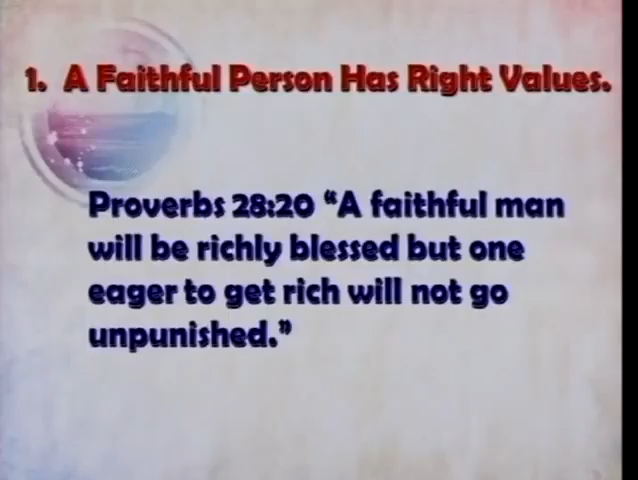 1. A Faithful Person Has Right Values.
Proverbs 28:20 “A faithful man
will be richly blessed but one
eager to get rich will not go
unpunished.”